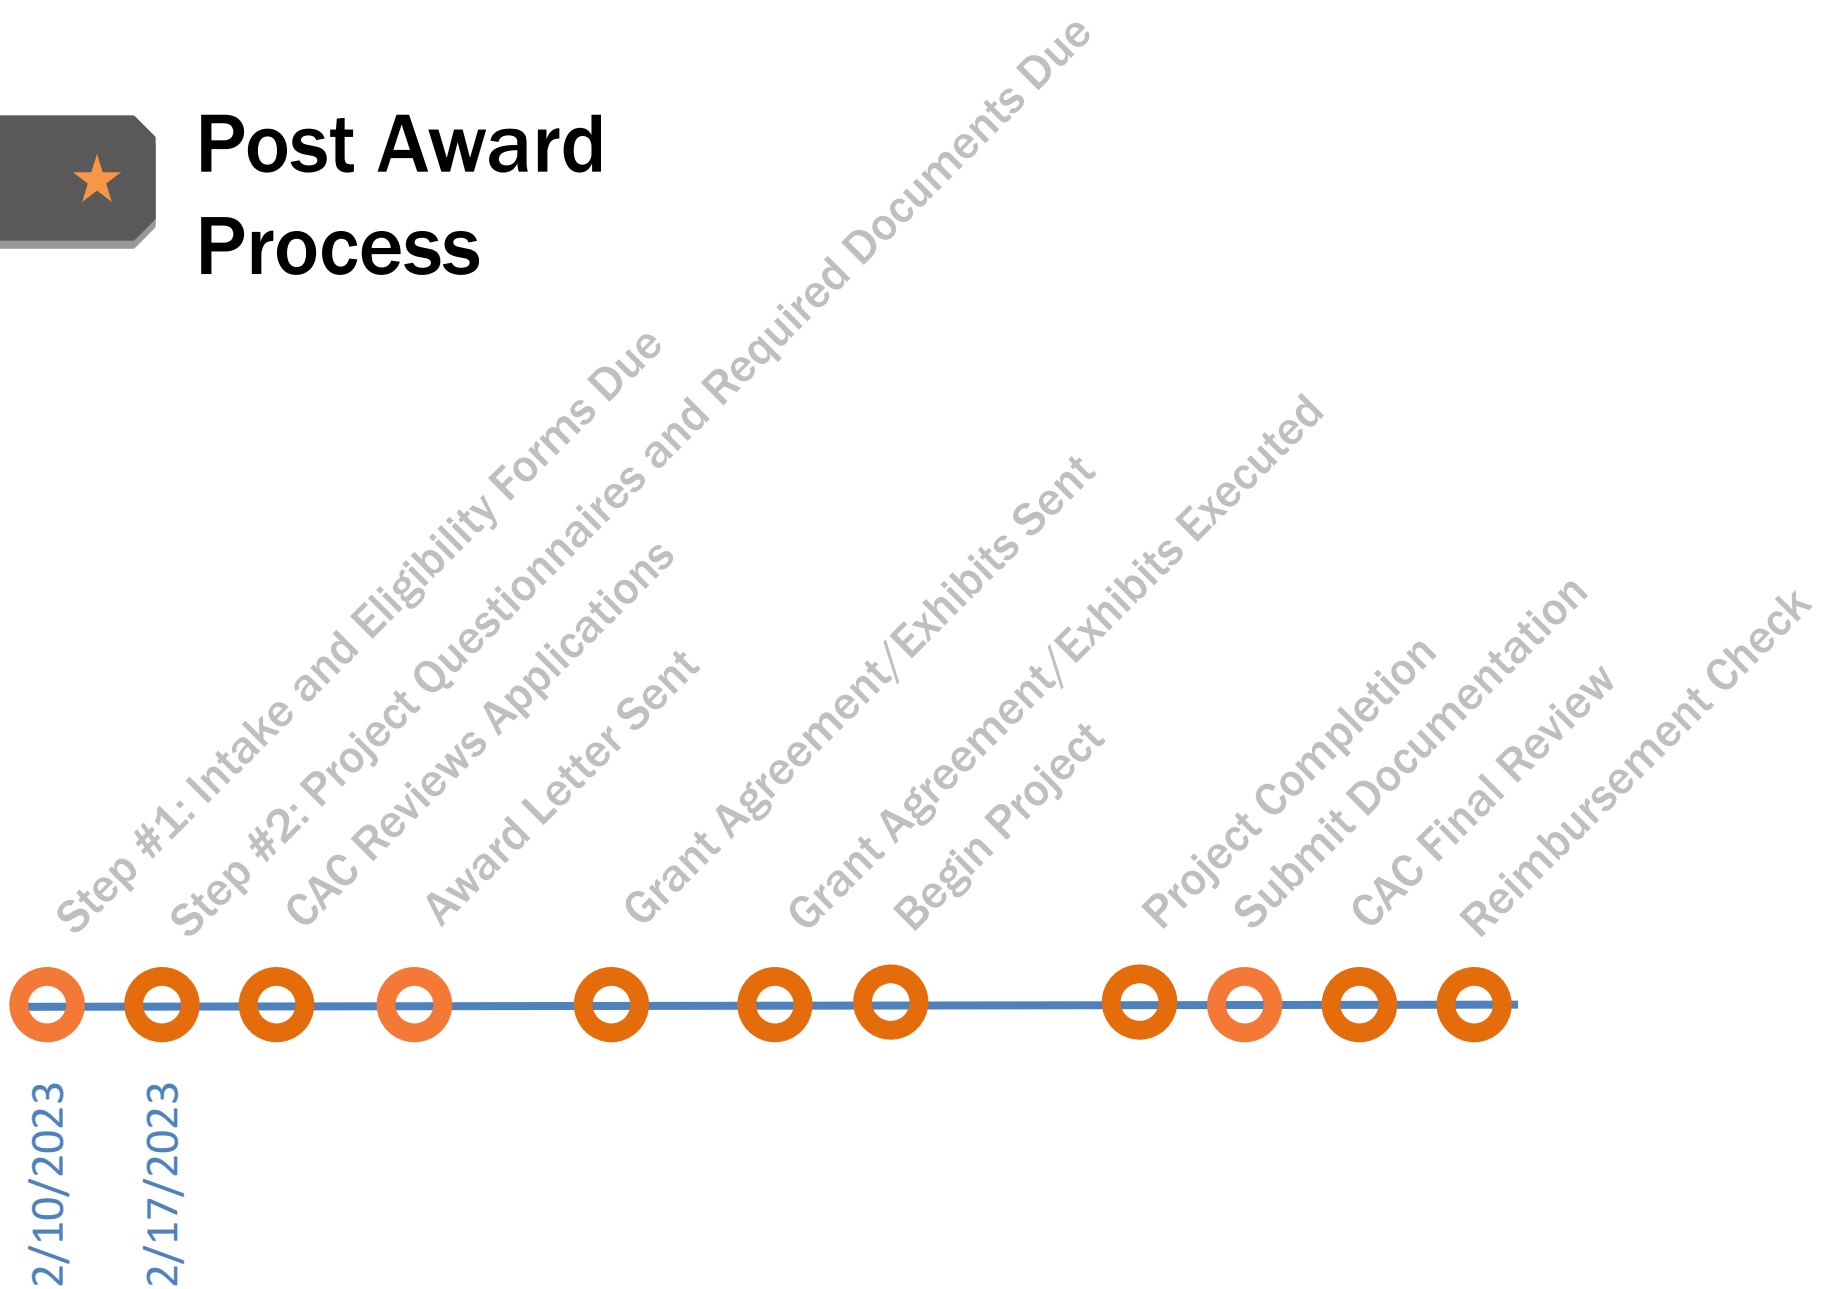 Post Award
Process
Step #1: Intake and Eligibility Forms Due
Step #2: Project Questionnaires and Required Documents Due
CAC Reviews Applications
Award Letter Sent
Grant Agreement/Exhibits Sent
Grant Agreement/Exhibits Executed
Begin Project
Project Completion
Submit Documentation
CAC Final Review
Reimbursement Check
2/10/2023
2/17/2023